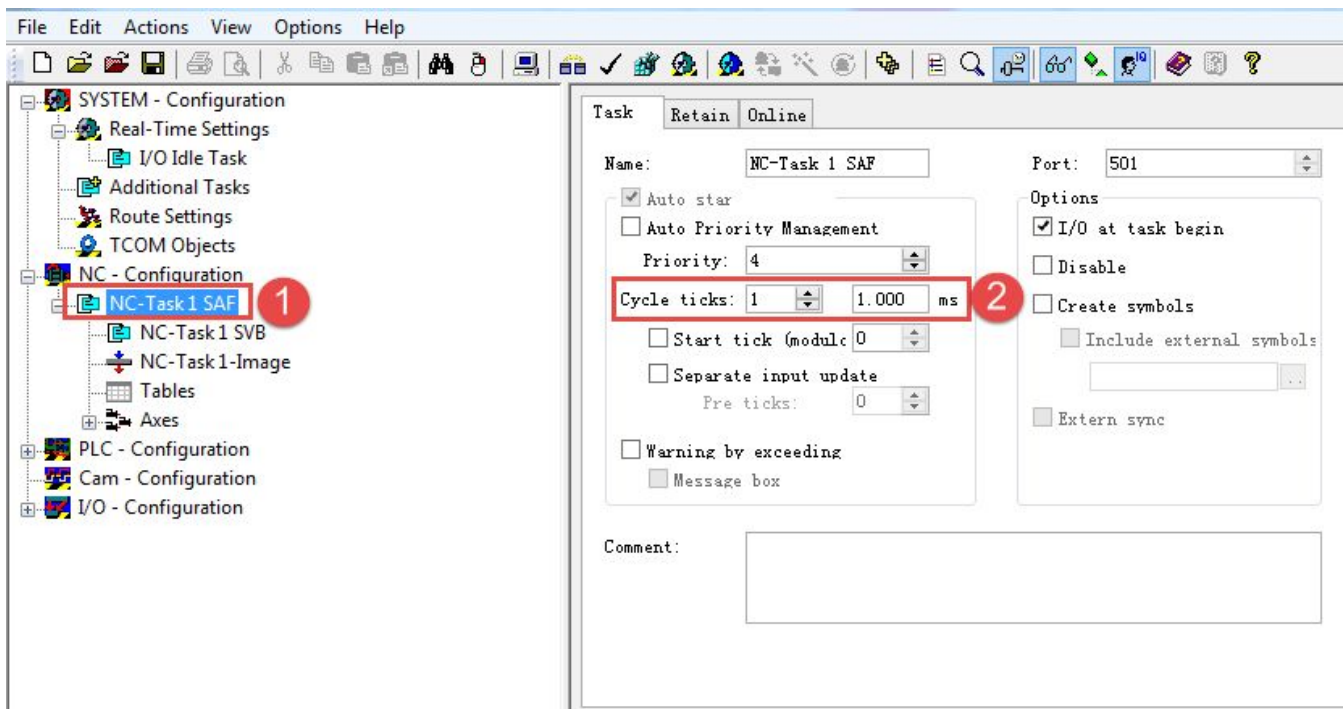 File Edit Actions View Options Help
SYSTEM - Configuration
Real-Time Settings
I/O Idle Task
Additional Tasks
Route Settings
TCOM Objects
NC - Configuration
NC-Task 1 SAF
1
NC-Task 1 SVB
NC-Task 1-Image
Tables
Axes
PLC - Configuration
Cam - Configuration
I/O - Configuration
Task Retain Online
Name: NC-Task 1 SAF
Port: 501
Auto star
Auto Priority Management
Priority: 4
Cycle ticks: 1 1.000 ms
2
Start tick (modulc 0
Separate input update
Pre ticks: 0
Warning by exceeding
Message box
Options
I/O at task begin
Disable
Create symbols
Include external symbols
..
Extern sync
Comment: